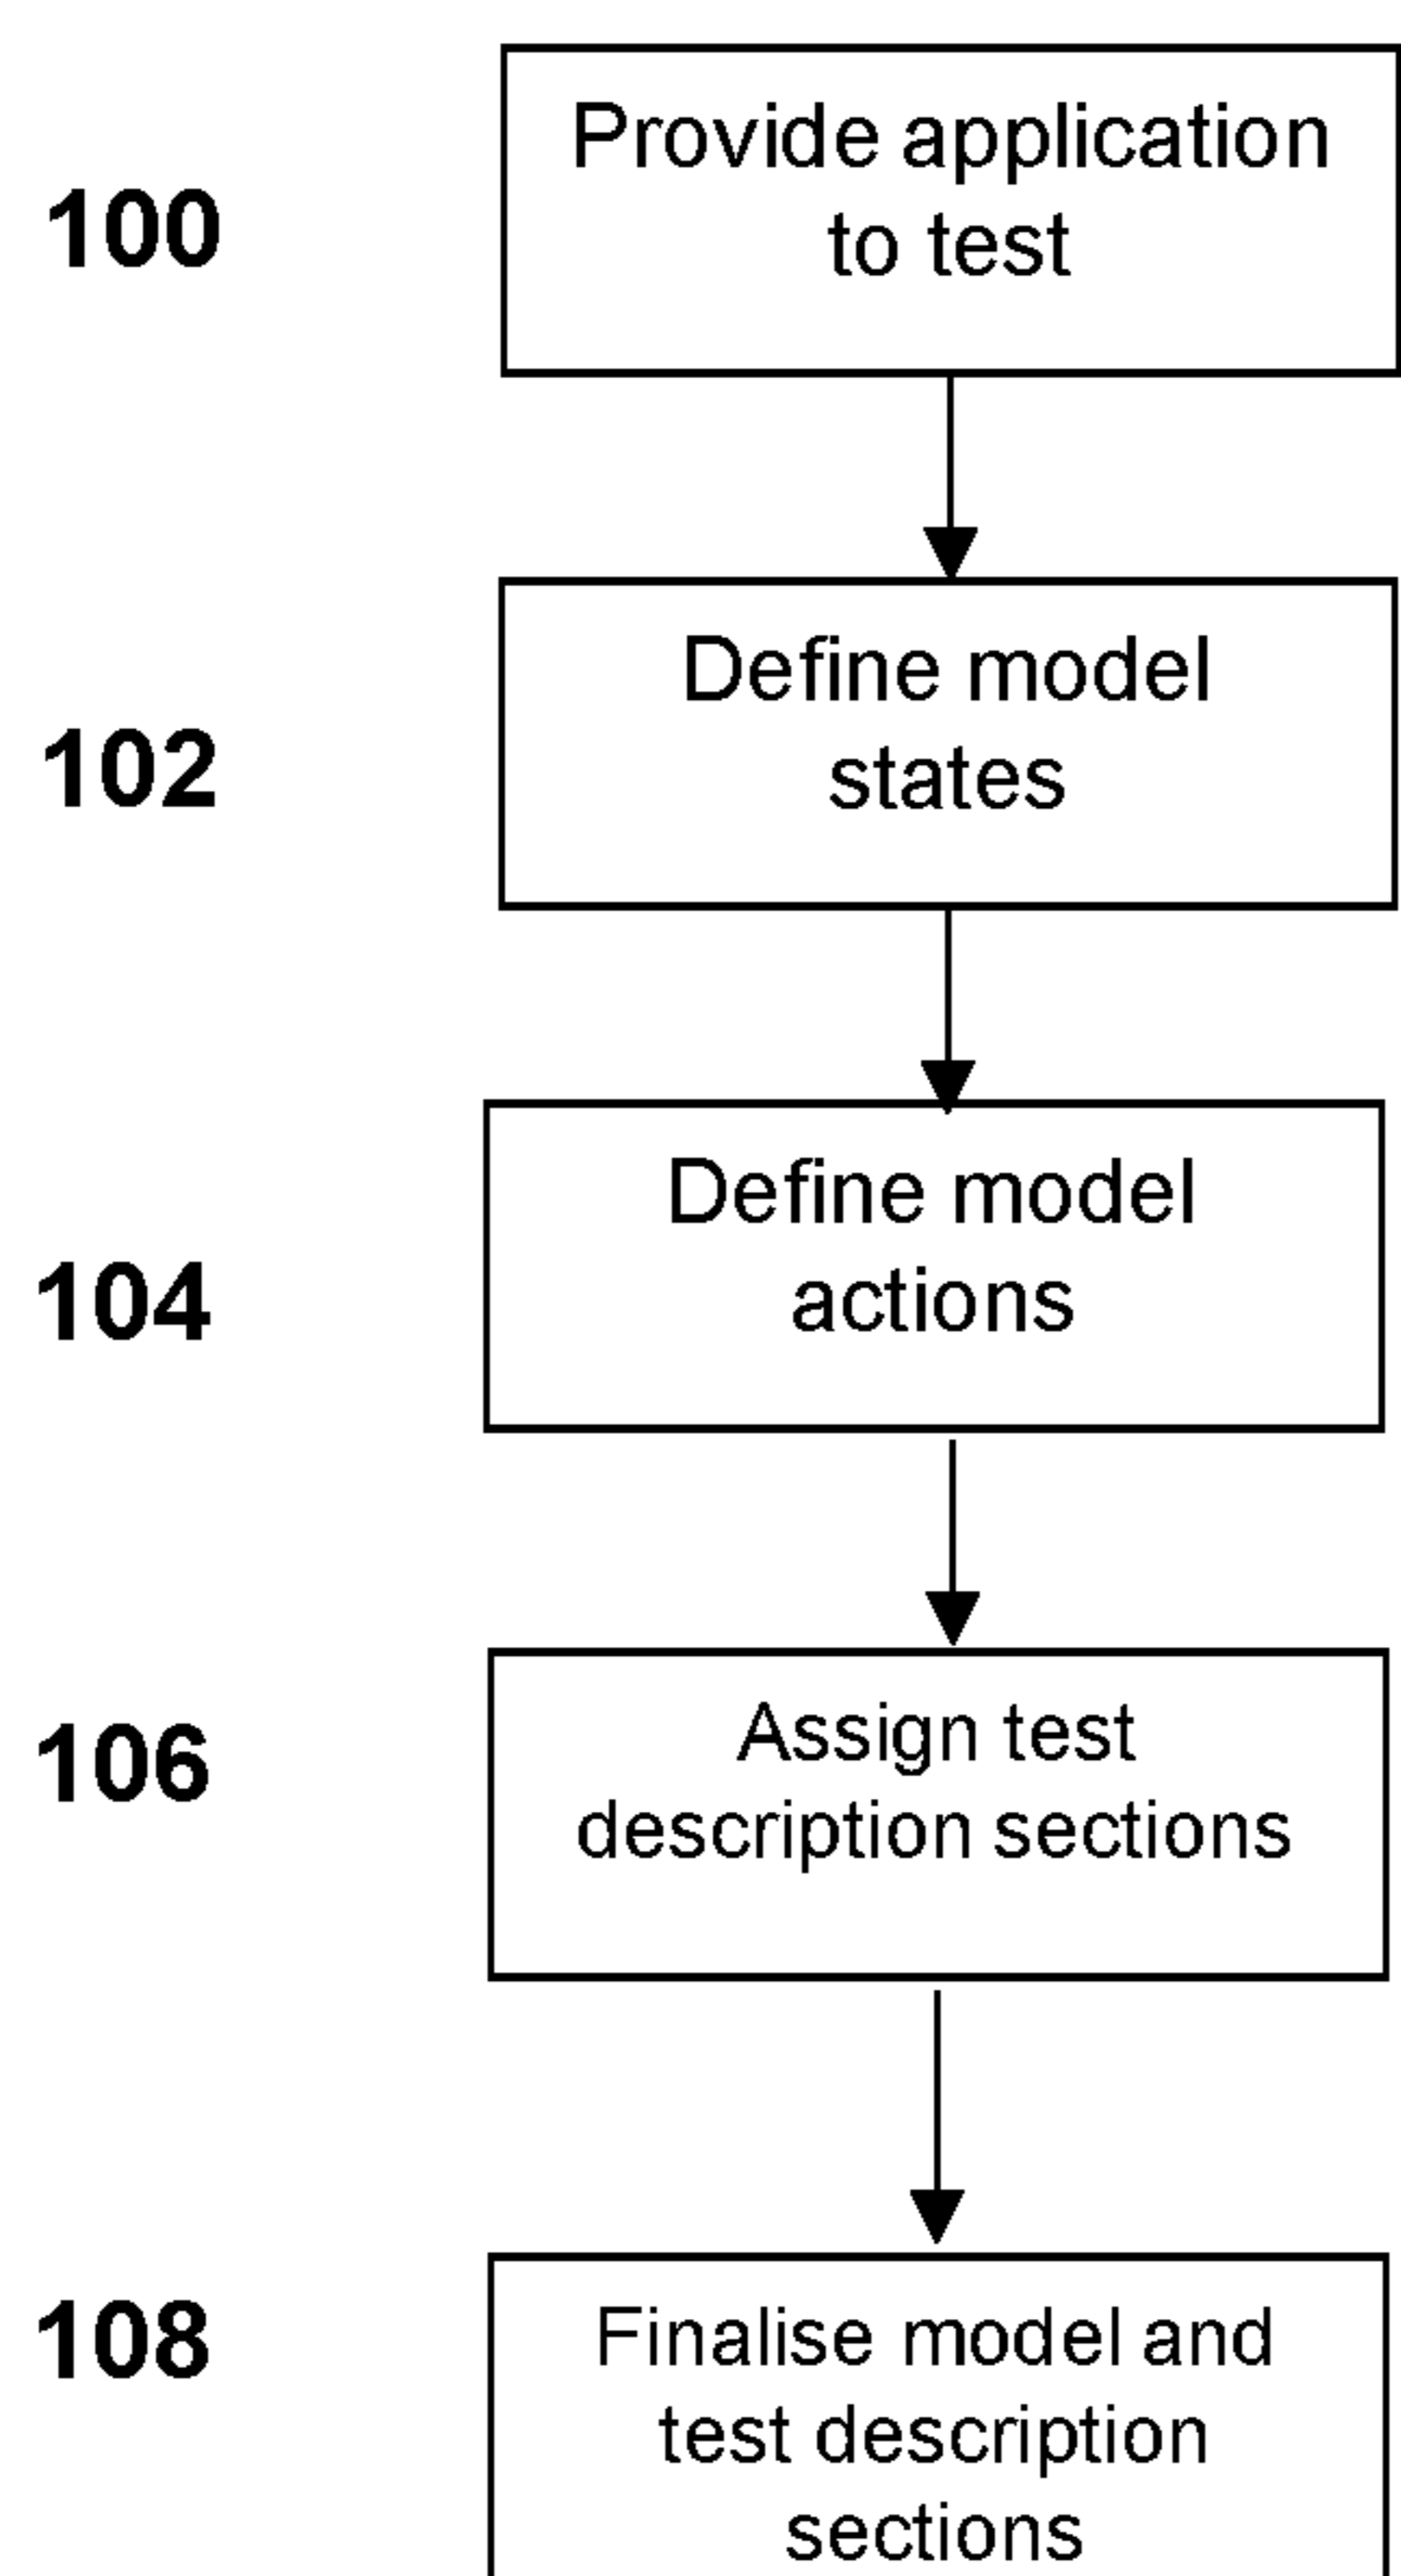 100
Provide application
to test
102
Define model
states
104
Define model
actions
106
Assign test
description sections
108
Finalise model and
test description
sections